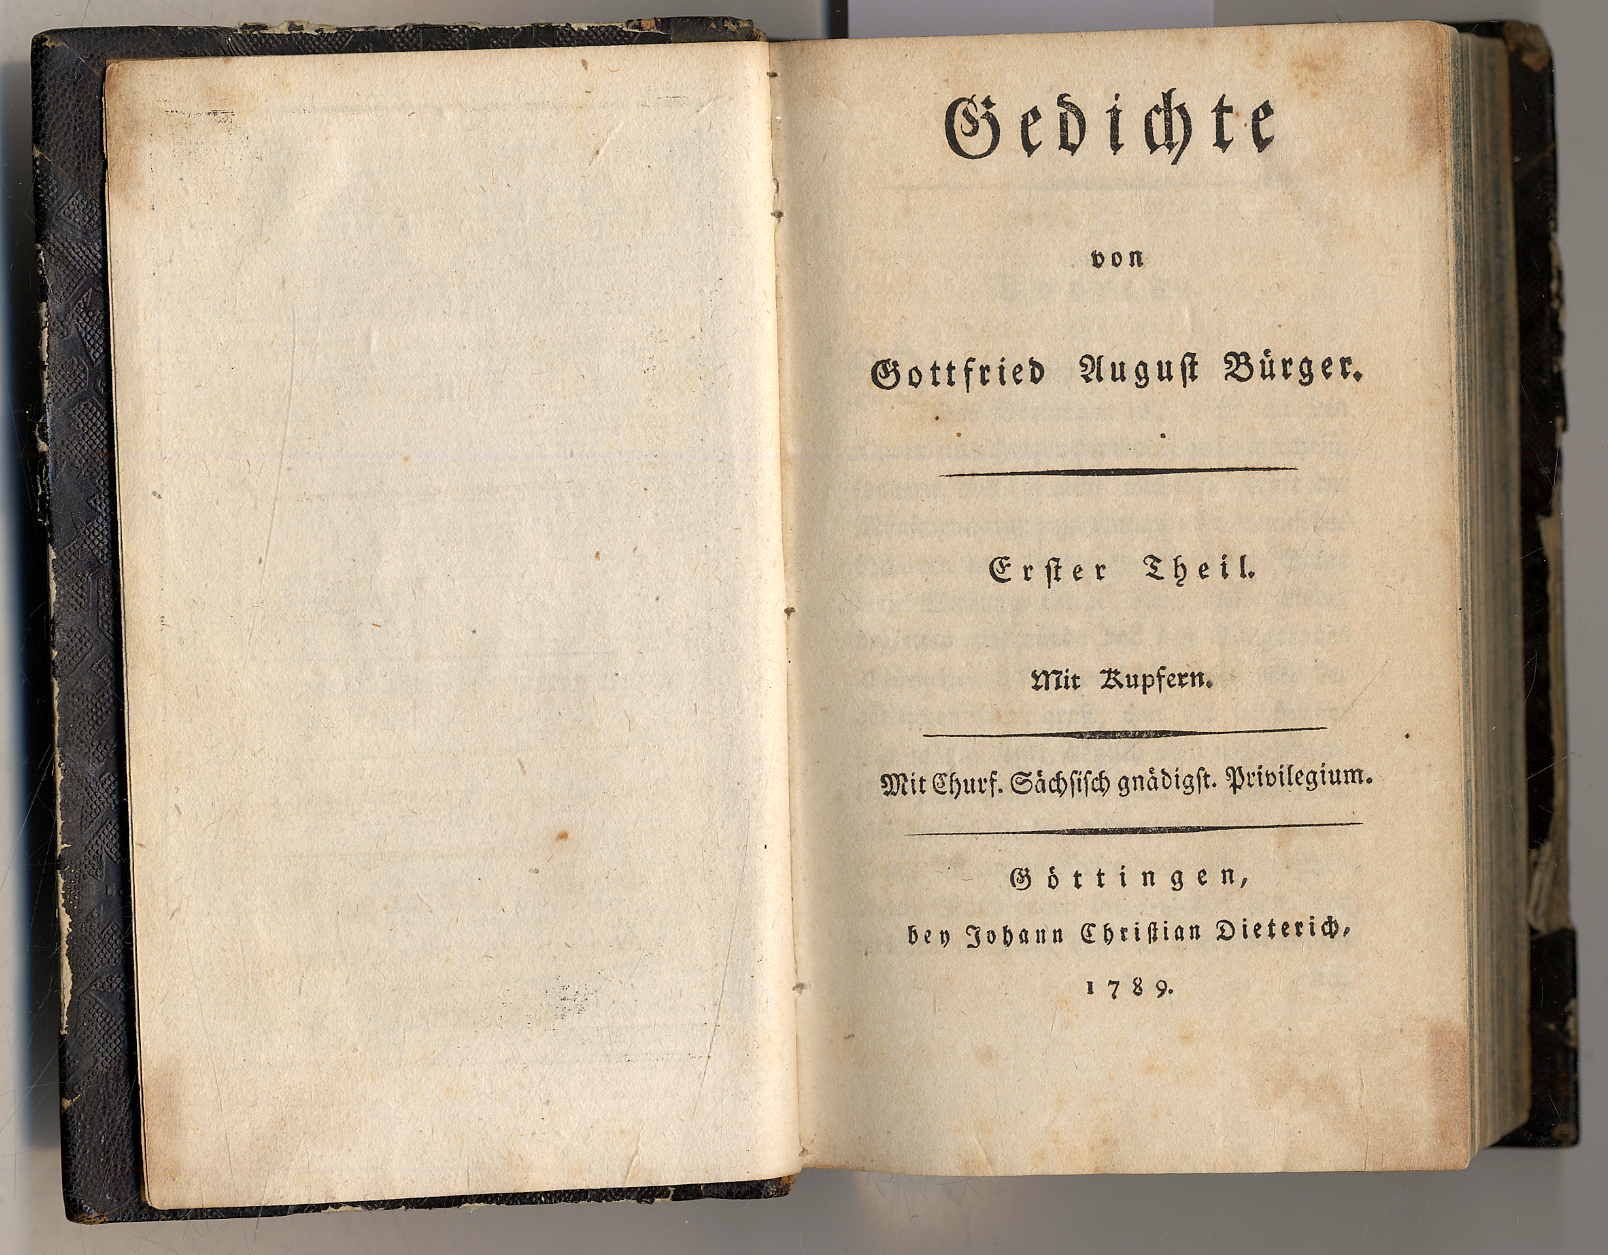 Gedichte
von
Gottfried Auguſt Bürger.
Erſter Theil.
Mit Kupfern.
Mit Churf. Sächſiſch gnädigſt. Privilegium.
Göttingen,
bey Johann Chriſtian Dieterich,
1789.